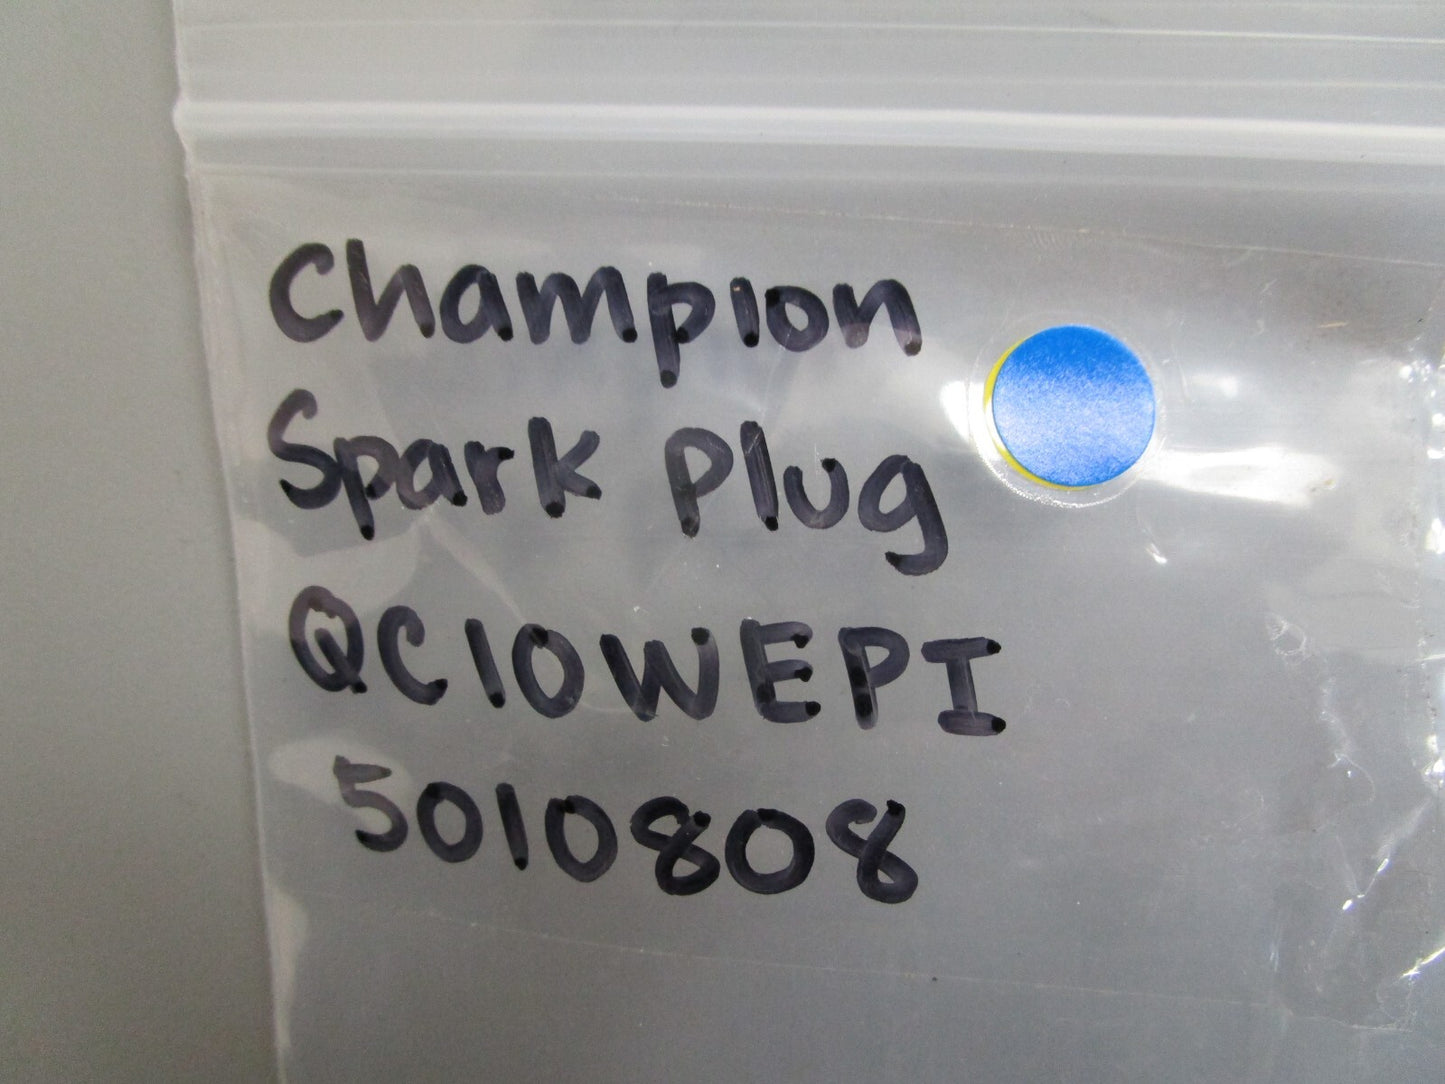 Champion
Spark Plug
QC10WEPI
5010808